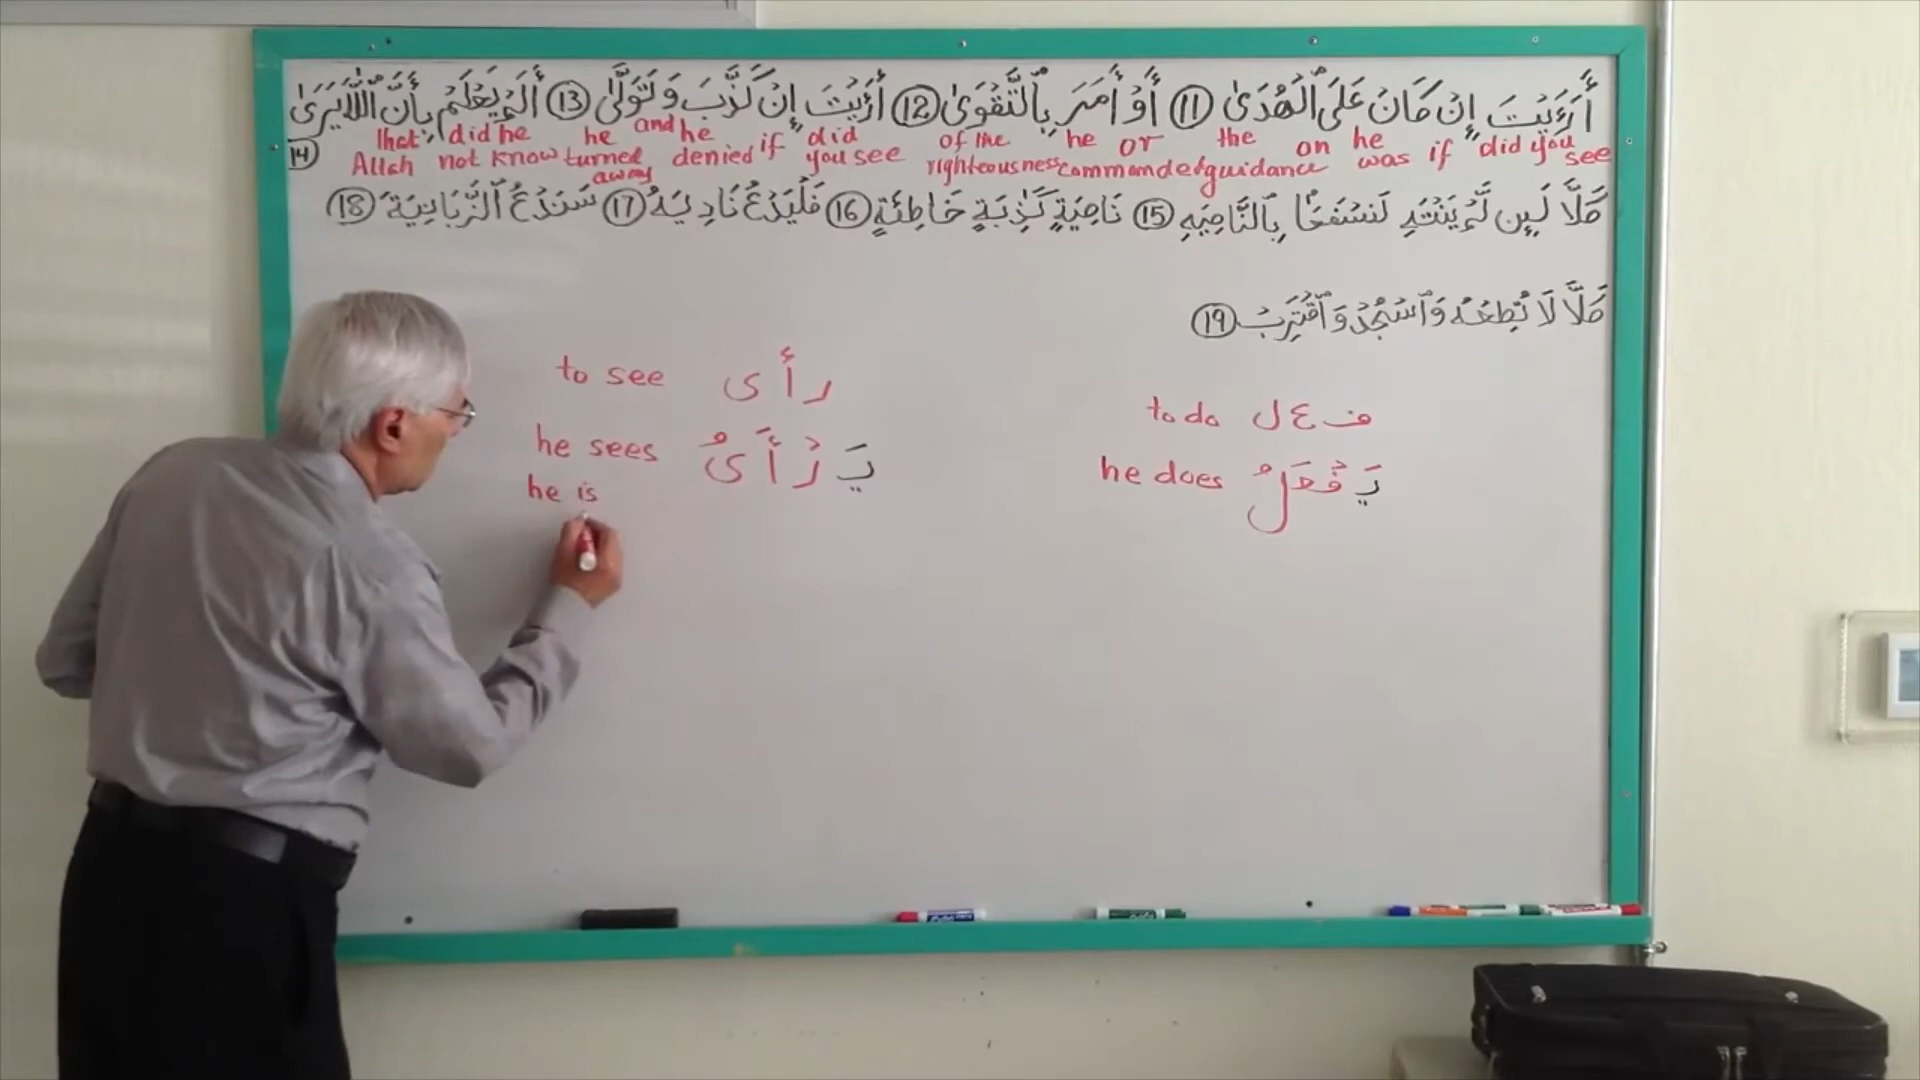 أَرَءَيْتَ إِن كَانَ عَلَى ٱلْهُدَىٰ ⑪ أَوْ أَمَرَ بِٱلتَّقْوَىٰ ⑫ أَرَءَيْتَ إِن كَذَّبَ وَتَوَلَّىٰ ⑬ أَلَمْ يَعْلَمْ بِأَنَّ ٱللَّهَ يَرَىٰ
that did he he and he if did of the he or the on he if did you
⑭ Allah not know turned away denied you see righteousness commanded guidance was see
كَلَّا لَئِن لَّمْ يَنتَهِ لَنَسْفَعًۢا بِٱلنَّاصِيَةِ ⑮ نَاصِيَةٍ كَـٰذِبَةٍ خَاطِئَةٍ ⑯ فَلْيَدْعُ نَادِيَهُۥ ⑰ سَنَدْعُ ٱلزَّبَانِيَةَ ⑱
كَلَّا لَا تُطِعْهُ وَٱسْجُدْ وَٱقْتَرِب ⑲
to see ر أ ى
he sees يَـ رْ أَ ىُ
he is
to do ف ع ل
he does يَـ فْعَلُ